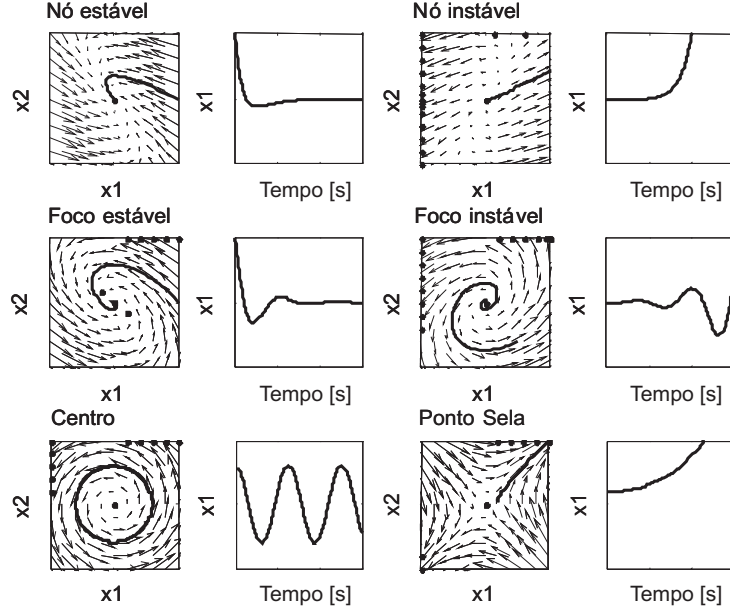 Nó estável
Nó instável
x2
x1
x2
x1
x1
Tempo [s]
x1
Tempo [s]
Foco estável
Foco instável
x2
x1
x2
x1
x1
Tempo [s]
x1
Tempo [s]
Centro
Ponto Sela
x2
x1
x2
x1
x1
Tempo [s]
x1
Tempo [s]